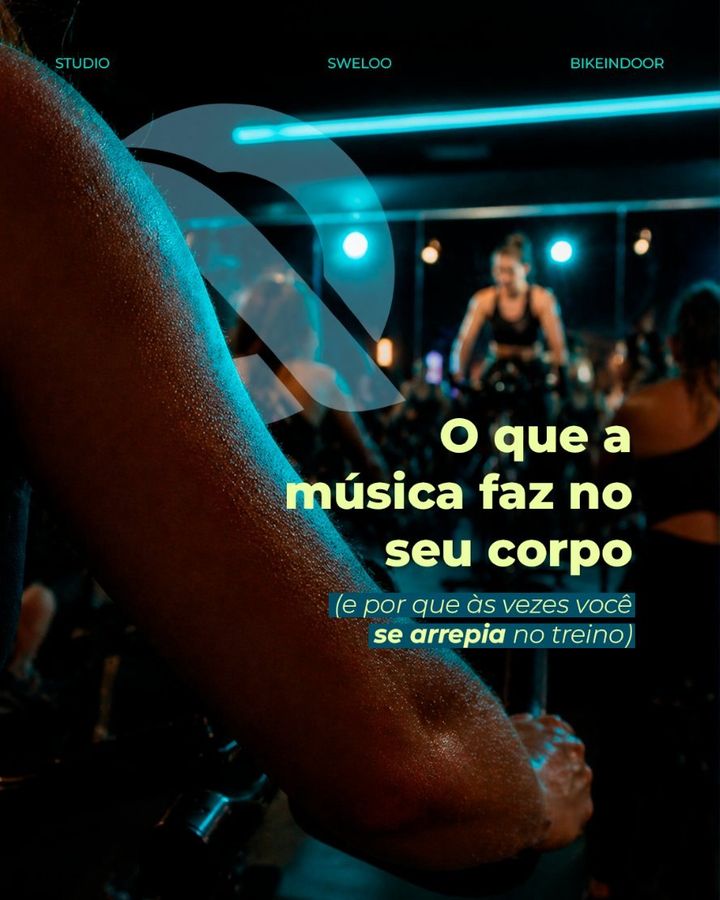 STUDIO SWELOO BIKEINDOOR
O que a
música faz no
seu corpo
(e por que às vezes você
se arrepia no treino)